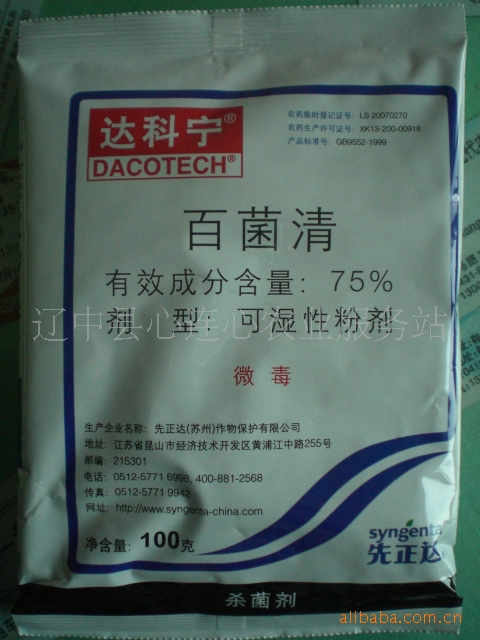 达科宁®
DACOTECH®
农药临时登记证号: LS 20070270
农药生产许可证号: XK13-200-00918
产品标准号: GB9552-1999
百菌清
有效成分含量: 75%
剂 型: 可湿性粉剂
辽中县心连心农业服务站
微毒
生产企业名称: 先正达(苏州)作物保护有限公司
地址: 江苏省昆山市经济技术开发区黄浦江中路255号
邮编: 215301
电话: 0512-5771 6998, 400-881-2568
传真: 0512-5771 9942
网址: http://www.syngenta-china.com
净含量: 100克
syngenta
先正达
杀菌剂
alibaba.com.cn